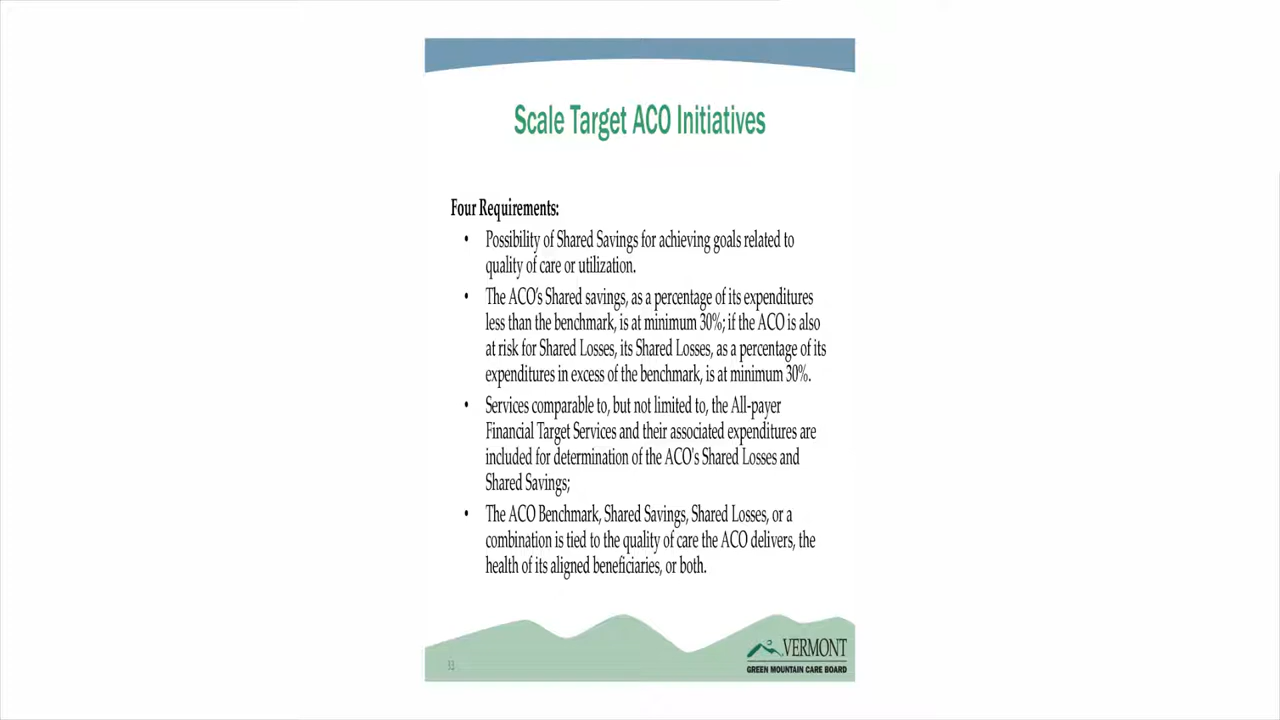 Scale Target ACO Initiatives
Four Requirements:
• Possibility of Shared Savings for achieving goals related to
quality of care or utilization.
• The ACO's Shared savings, as a percentage of its expenditures
less than the benchmark, is at minimum 30%; if the ACO is also
at risk for Shared Losses, its Shared Losses, as a percentage of its
expenditures in excess of the benchmark, is at minimum 30%.
• Services comparable to, but not limited to, the All-payer
Financial Target Services and their associated expenditures are
included for determination of the ACO's Shared Losses and
Shared Savings;
• The ACO Benchmark, Shared Savings, Shared Losses, or a
combination is tied to the quality of care the ACO delivers, the
health of its aligned beneficiaries, or both.
VERMONT
GREEN MOUNTAIN CARE BOARD